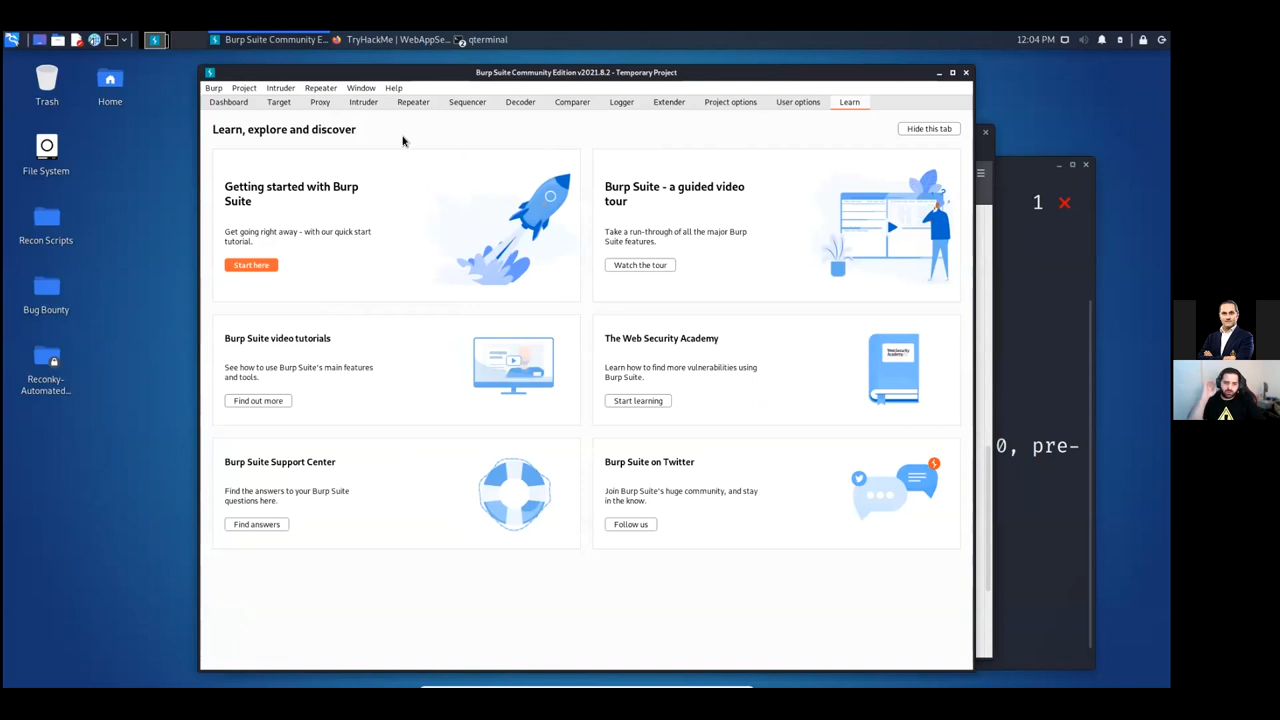 Burp Suite Community E...
TryHackMe | WebAppSe...
2
qterminal
12:04 PM
Trash
Home
File System
Recon Scripts
Bug Bounty
Reconky-
Automated...
Burp Suite Community Edition v2021.8.2 - Temporary Project
Burp Project Intruder Repeater Window Help
Dashboard Target Proxy Intruder Repeater Sequencer Decoder Comparer Logger Extender Project options User options Learn
Learn, explore and discover
Hide this tab
Getting started with Burp
Suite
Get going right away - with our quick start
tutorial.
Start here
Burp Suite - a guided video
tour
Take a run-through of all the major Burp
Suite features.
Watch the tour
Burp Suite video tutorials
See how to use Burp Suite's main features
and tools.
Find out more
The Web Security Academy
Learn how to find more vulnerabilities using
Burp Suite.
Start learning
WebSecurity
Academy
Burp Suite Support Center
Find the answers to your Burp Suite
questions here.
Find answers
Burp Suite on Twitter
Join Burp Suite's huge community, and stay
in the know.
Follow us
1
0, pre-